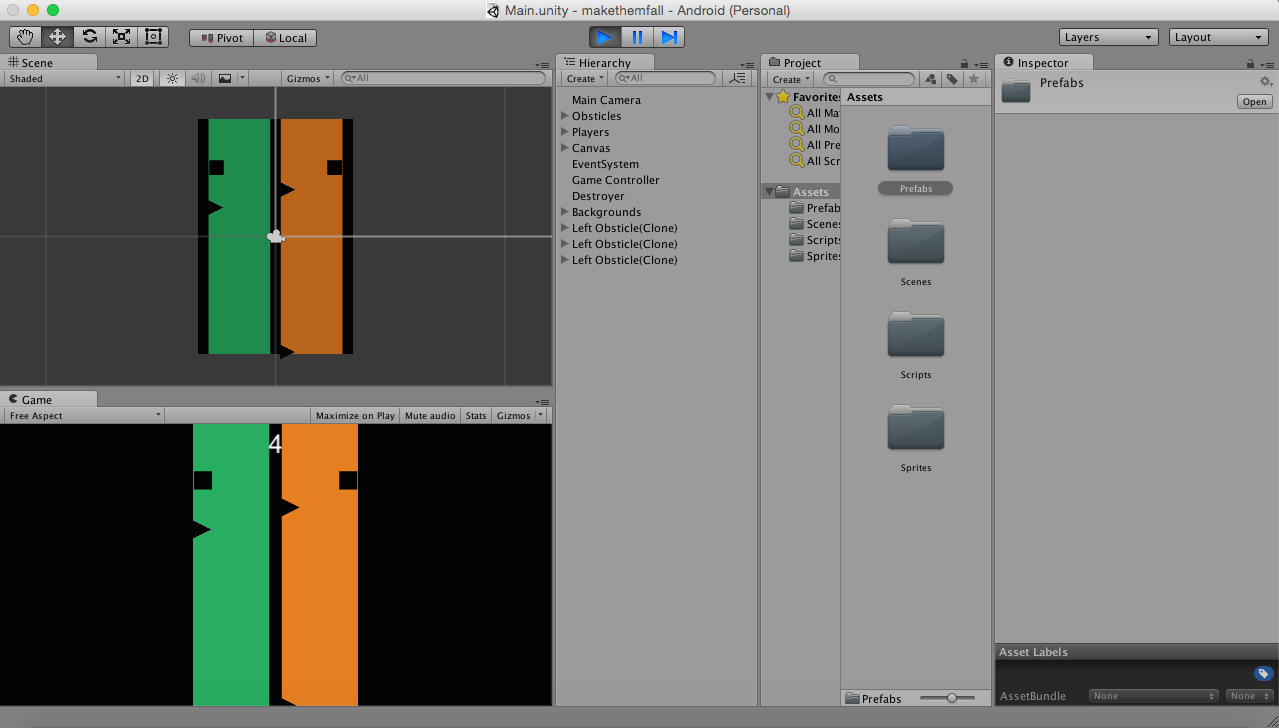 Main.unity - makethemfall - Android (Personal)
Pivot
Local
Layers
Layout
Scene
Shaded
2D
Gizmos
All
Hierarchy
Create
All
Main Camera
Obsticles
Players
Canvas
EventSystem
Game Controller
Destroyer
Backgrounds
Left Obsticle(Clone)
Left Obsticle(Clone)
Left Obsticle(Clone)
Project
Create
Favorites
All Ma
All Mo
All Pre
All Scr
Assets
Prefab
Scenes
Scripts
Sprites
Assets
Prefabs
Scenes
Scripts
Sprites
Prefabs
Inspector
Prefabs
Open
Asset Labels
AssetBundle
None
None
Game
Free Aspect
Maximize on Play
Mute audio
Stats
Gizmos
4